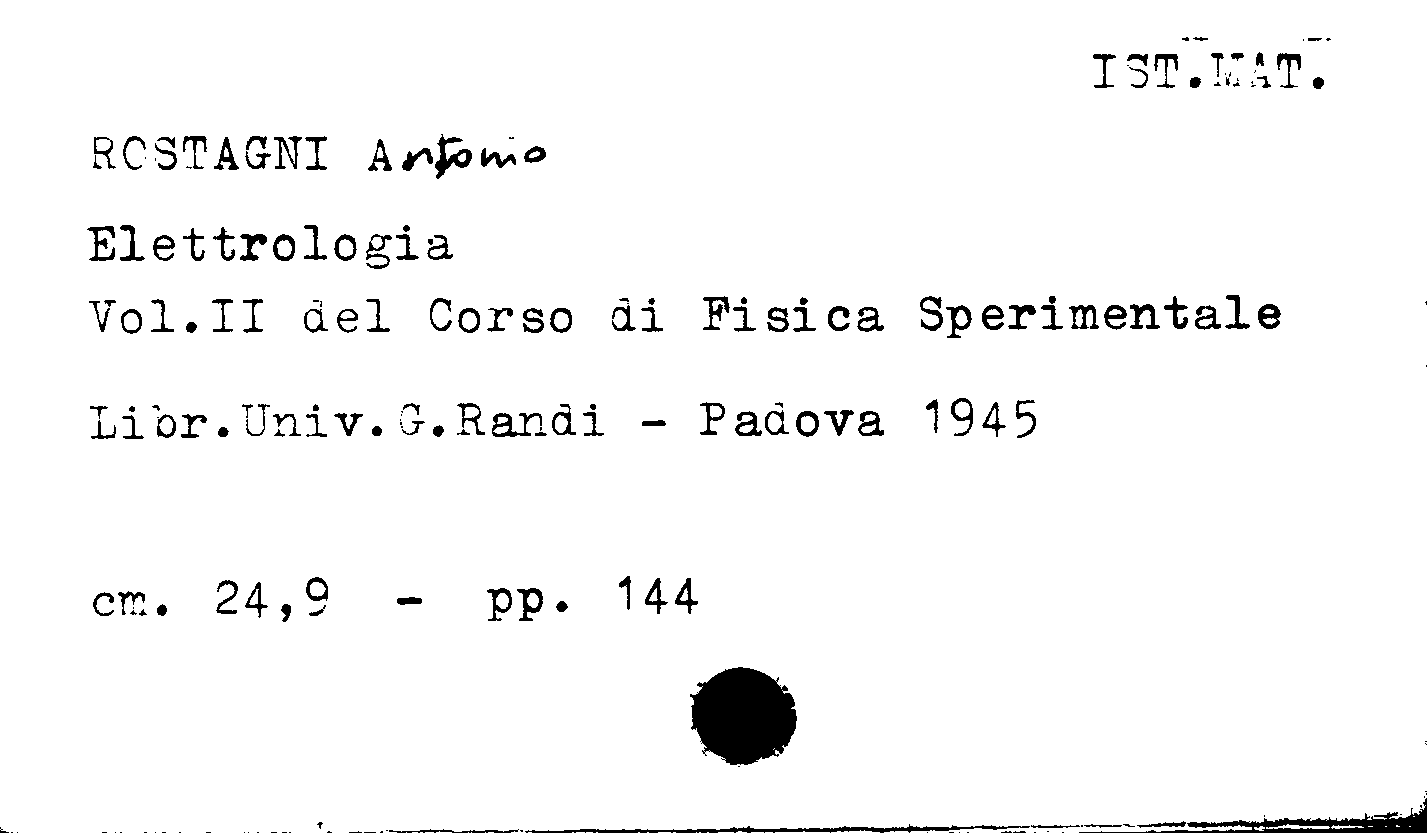 IST.MAT.
ROSTAGNI Antonio
Elettrologia
Vol.II del Corso di Fisica Sperimentale
Libr.Univ.G.Randi - Padova 1945
cm. 24,9 - pp. 144